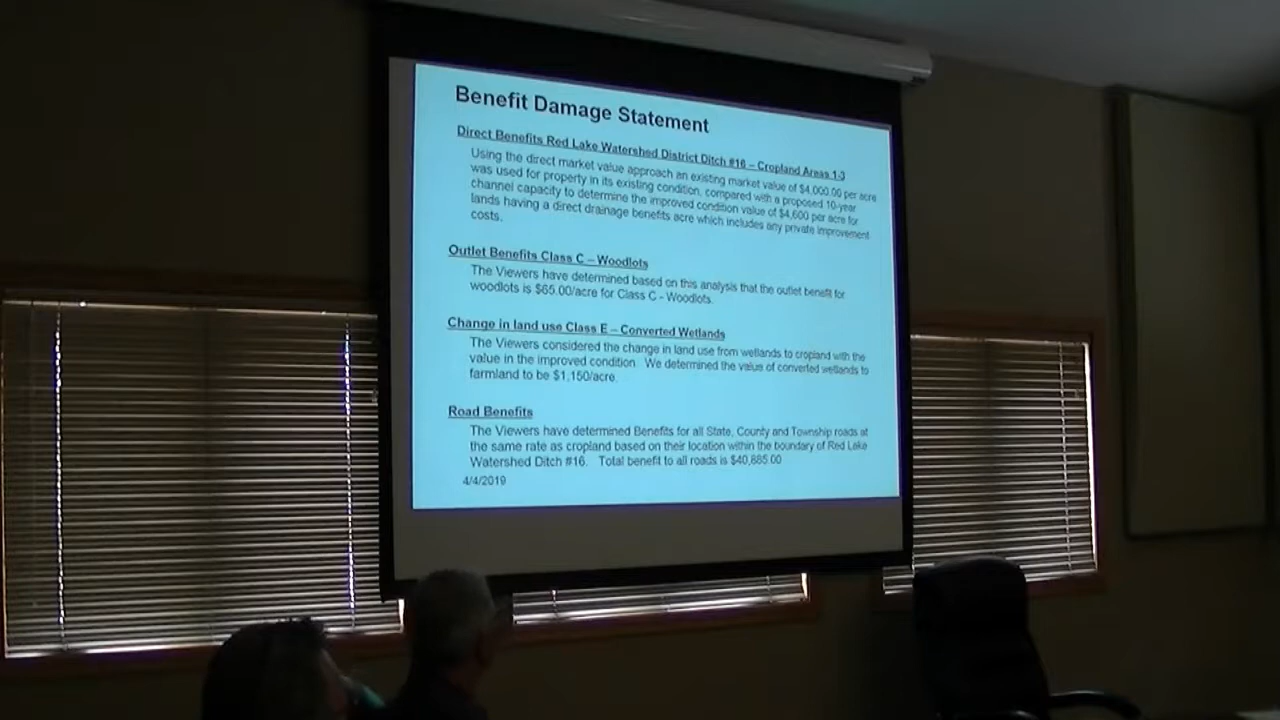 Benefit Damage Statement
Direct Benefits Red Lake Watershed District Ditch #16 – Cropland Areas 1-3
Using the direct market value approach an existing market value of $4,000.00 per acre
was used for property in its existing condition, compared with a proposed 10-year
channel capacity to determine the improved condition value of $4,600 per acre for
lands having a direct drainage benefits acre which includes any private improvement
costs.
Outlet Benefits Class C – Woodlots
The Viewers have determined based on this analysis that the outlet benefit for
woodlots is $65.00/acre for Class C - Woodlots.
Change in land use Class E – Converted Wetlands
The Viewers considered the change in land use from wetlands to cropland with the
value in the improved condition. We determined the value of converted wetlands to
farmland to be $1,150/acre.
Road Benefits
The Viewers have determined Benefits for all State, County and Township roads at
the same rate as cropland based on their location within the boundary of Red Lake
Watershed Ditch #16. Total benefit to all roads is $40,885.00
4/4/2019